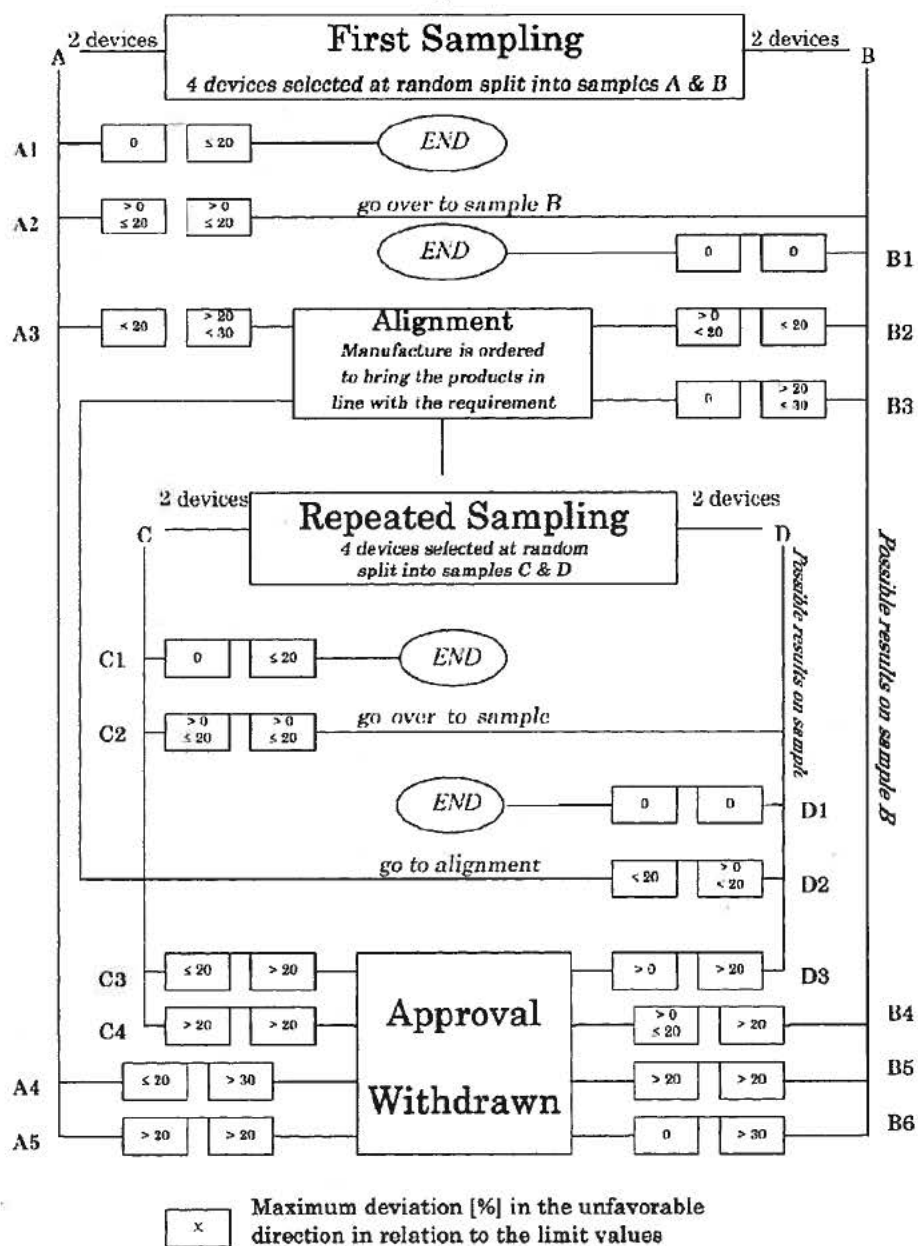 First Sampling
2 devices
2 devices
A
B
4 devices selected at random split into samples A & B
A1
0
≤ 20
END
A2
> 0
≤ 20
> 0
≤ 20
go over to sample B
END
0
0
B1
A3
≤ 20
> 20
≤ 30
Alignment
Manufacture is ordered
to bring the products in
line with the requirement
> 0
≤ 20
≤ 20
B2
0
> 20
≤ 30
B3
2 devices
2 devices
C
D
Repeated Sampling
4 devices selected at random
split into samples C & D
Possible results on sample
Possible results on sample B
C1
0
≤ 20
END
C2
> 0
≤ 20
> 0
≤ 20
go over to sample
END
0
0
D1
go to alignment
≤ 20
> 0
≤ 20
D2
C3
≤ 20
> 20
Approval
Withdrawn
> 0
> 20
D3
C4
> 20
> 20
> 0
≤ 20
> 20
B4
A4
≤ 20
> 30
> 20
> 20
B5
A5
> 20
> 20
0
> 30
B6
x
Maximum deviation [%] in the unfavorable
direction in relation to the limit values